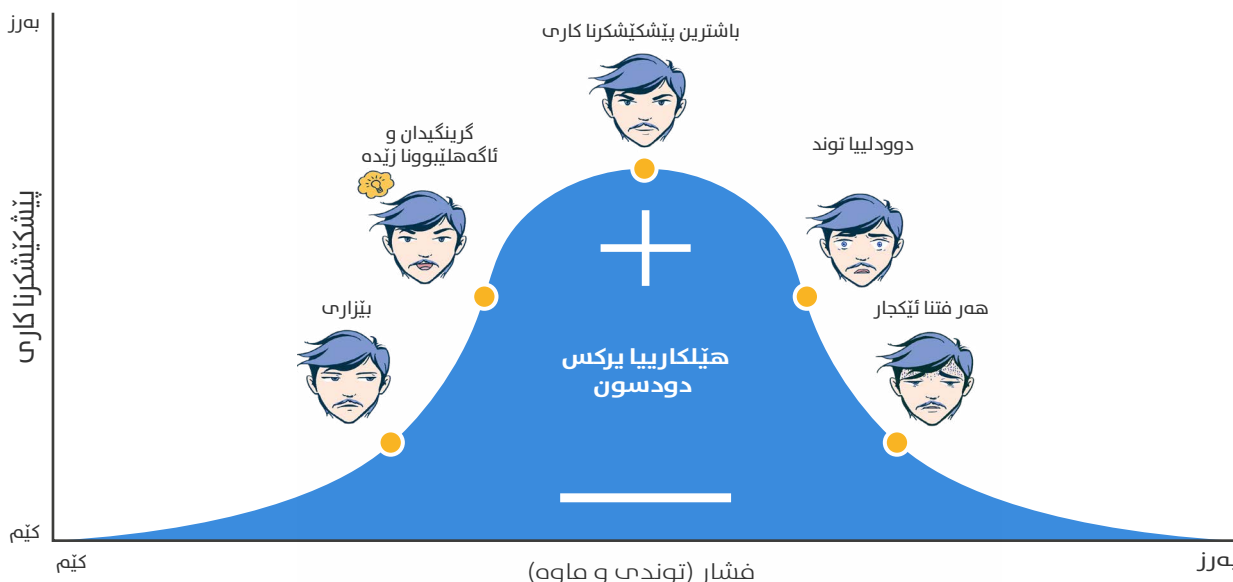 بەرز
باشترین پێشکێشکرنا کاری
گرینگیدان و
ئاگەهلێبوونا زێدە
دوودلییا توند
بێزاری
هەر فتنا ئێکجار
پێشکێشکرنا کاری
هێلکارییا یرکس
دودسون
کێم
کێم
فشار (توندی و ماوە)
بەرز